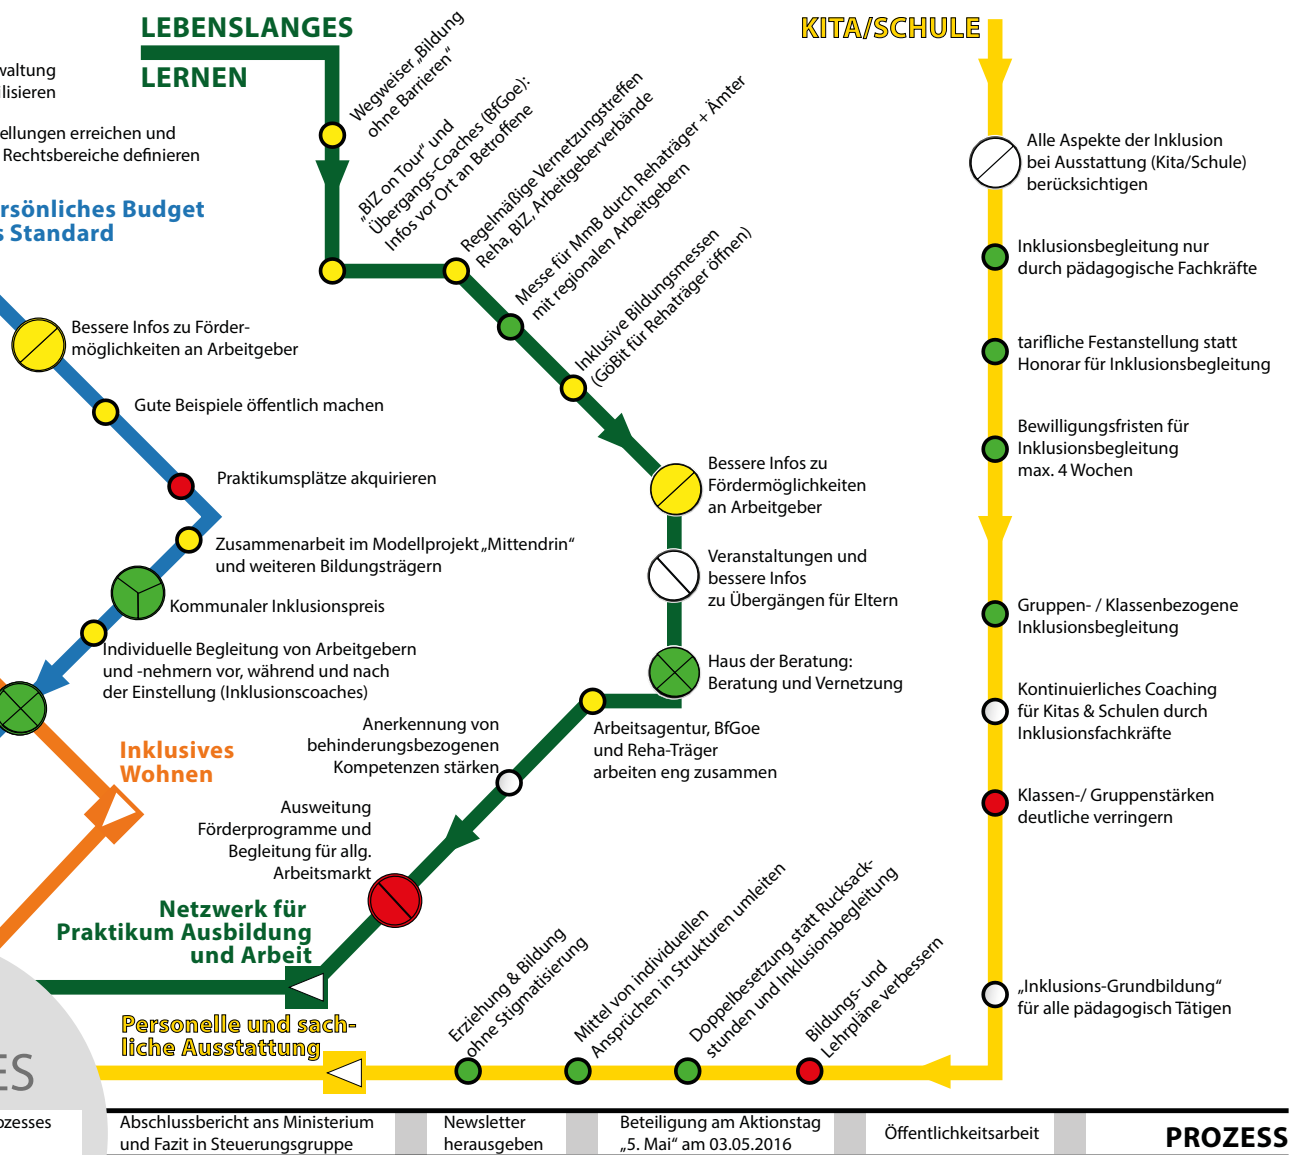 LEBENSLANGES
LERNEN
KITA/SCHULE
waltung
ilisieren
ellungen erreichen und
Rechtsbereiche definieren
rsönliches Budget
s Standard
Wegweiser „Bildung
ohne Barrieren“
„BIZ on Tour“ und
Übergangs-Coaches (BfGoe):
Infos vor Ort an Betroffene
Regelmäßige Vernetzungstreffen
Reha, BIZ, Arbeitgeberverbände
Messe für MmB durch Rehaträger + Ämter
mit regionalen Arbeitgebern
Inklusive Bildungsmessen
(GöBit für Rehaträger öffnen)
Bessere Infos zu Förder-
möglichkeiten an Arbeitgeber
Gute Beispiele öffentlich machen
Praktikumsplätze akquirieren
Zusammenarbeit im Modellprojekt „Mittendrin“
und weiteren Bildungsträgern
Kommunaler Inklusionspreis
Individuelle Begleitung von Arbeitgebern
und -nehmern vor, während und nach
der Einstellung (Inklusionscoaches)
Inklusives
Wohnen
Bessere Infos zu
Fördermöglichkeiten
an Arbeitgeber
Veranstaltungen und
bessere Infos
zu Übergängen für Eltern
Haus der Beratung:
Beratung und Vernetzung
Arbeitsagentur, BfGoe
und Reha-Träger
arbeiten eng zusammen
Anerkennung von
behinderungsbezogenen
Kompetenzen stärken
Ausweitung
Förderprogramme und
Begleitung für allg.
Arbeitsmarkt
Netzwerk für
Praktikum Ausbildung
und Arbeit
Alle Aspekte der Inklusion
bei Ausstattung (Kita/Schule)
berücksichtigen
Inklusionsbegleitung nur
durch pädagogische Fachkräfte
tarifliche Festanstellung statt
Honorar für Inklusionsbegleitung
Bewilligungsfristen für
Inklusionsbegleitung
max. 4 Wochen
Gruppen- / Klassenbezogene
Inklusionsbegleitung
Kontinuierliches Coaching
für Kitas & Schulen durch
Inklusionsfachkräfte
Klassen-/ Gruppenstärken
deutliche verringern
„Inklusions-Grundbildung“
für alle pädagogisch Tätigen
Bildungs- und
Lehrpläne verbessern
Doppelbesetzung statt Rucksack-
stunden und Inklusionsbegleitung
Mittel von individuellen
Ansprüchen in Strukturen umleiten
Erziehung & Bildung
ohne Stigmatisierung
Personelle und sach-
liche Ausstattung
ES
ozesses
Abschlussbericht ans Ministerium
und Fazit in Steuerungsgruppe
Newsletter
herausgeben
Beteiligung am Aktionstag
„5. Mai“ am 03.05.2016
Öffentlichkeitsarbeit
PROZESS